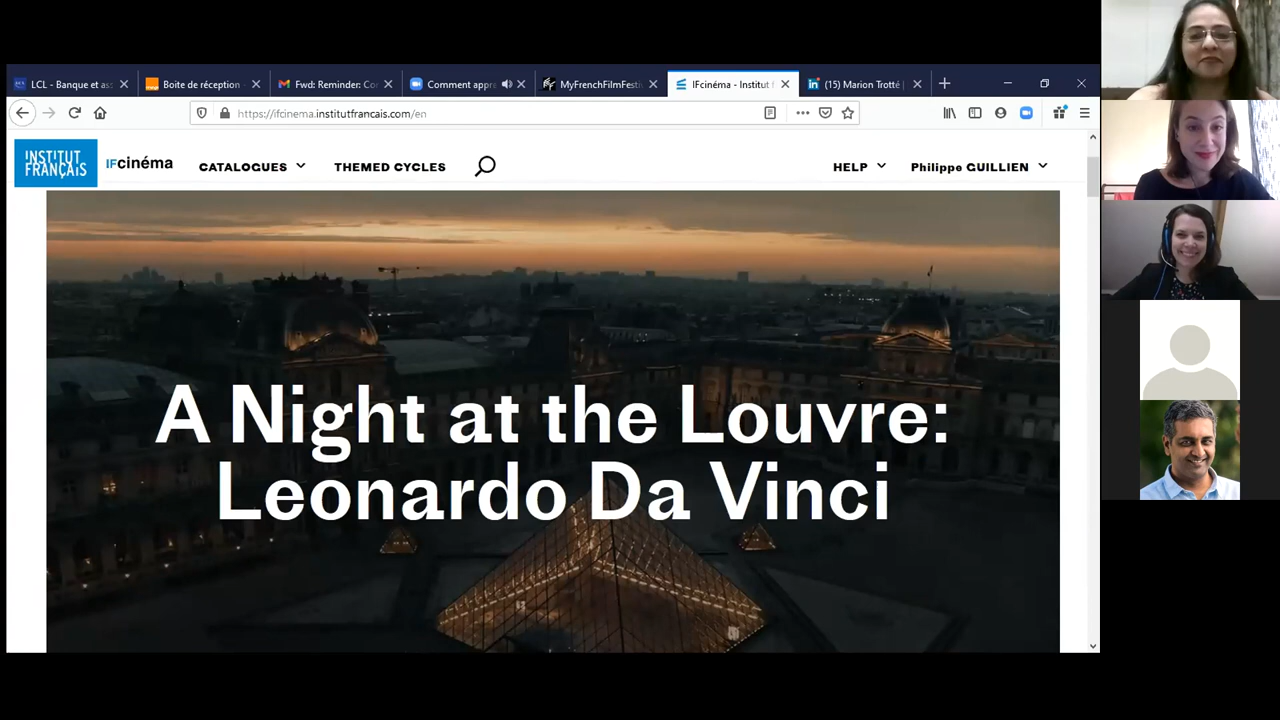 LCL - Banque et as
Boite de réception
Fwd: Reminder: Co
Comment appr
MyFrenchFilmFesti
IFcinéma - Institut f
(15) Marion Trotté |
https://ifcinema.institutfrancais.com/en
INSTITUT
FRANÇAIS
IFcinéma
CATALOGUES
THEMED CYCLES
HELP
Philippe GUILLIEN
A Night at the Louvre:
Leonardo Da Vinci